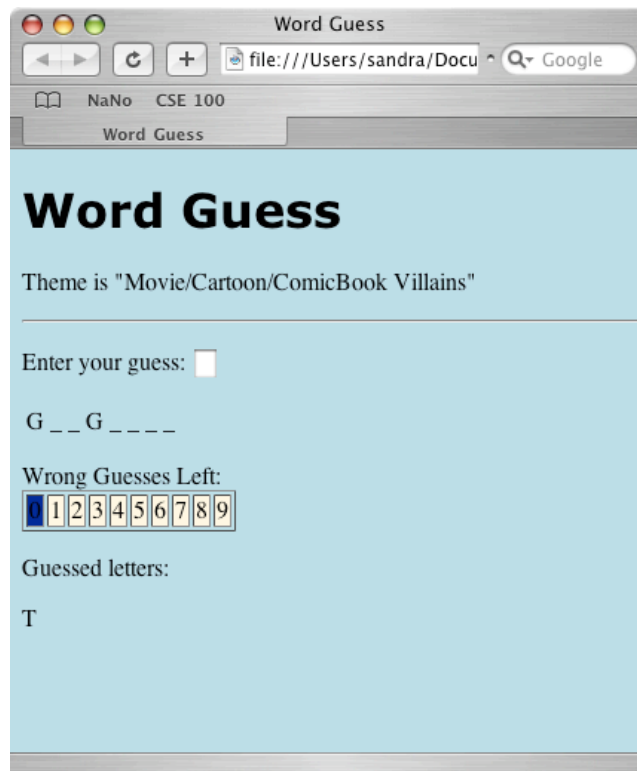 Word Guess
file:///Users/sandra/Docu
Google
NaNo CSE 100
Word Guess
Word Guess
Theme is "Movie/Cartoon/ComicBook Villains"
Enter your guess:
G _ _ G _ _ _ _
Wrong Guesses Left:
0 1 2 3 4 5 6 7 8 9
Guessed letters:
T